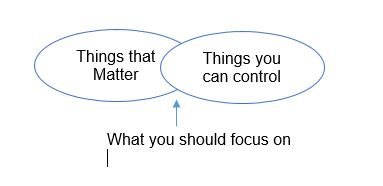 Things that
Matter
Things you
can control
What you should focus on